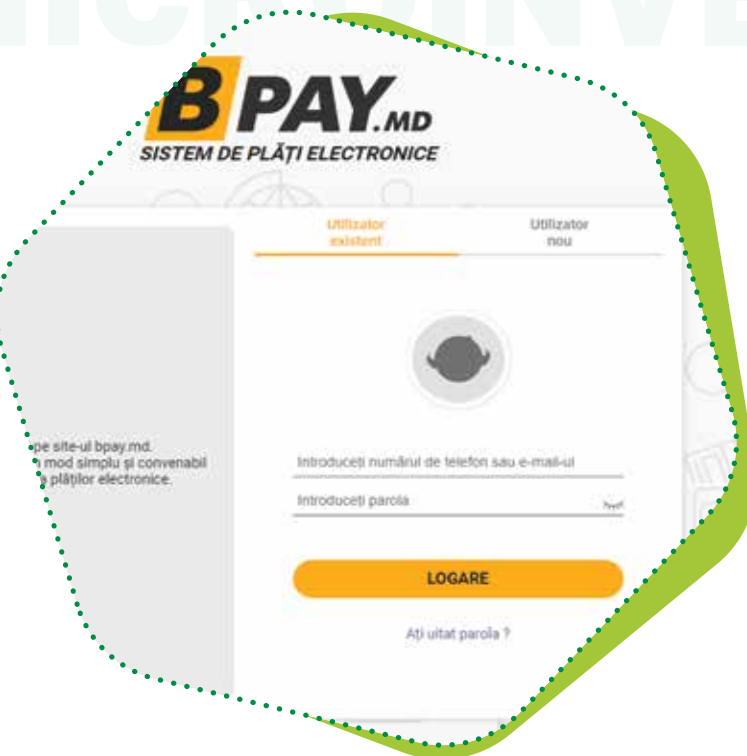 BPAY.MD
SISTEM DE PLĂȚI ELECTRONICE
Utilizator
existent
Utilizator
nou
pe site-ul bpay.md.
mod simplu și convenabil
plăților electronice.
Introduceți numărul de telefon sau e-mail-ul
Introduceți parola
LOGARE
Ați uitat parola ?